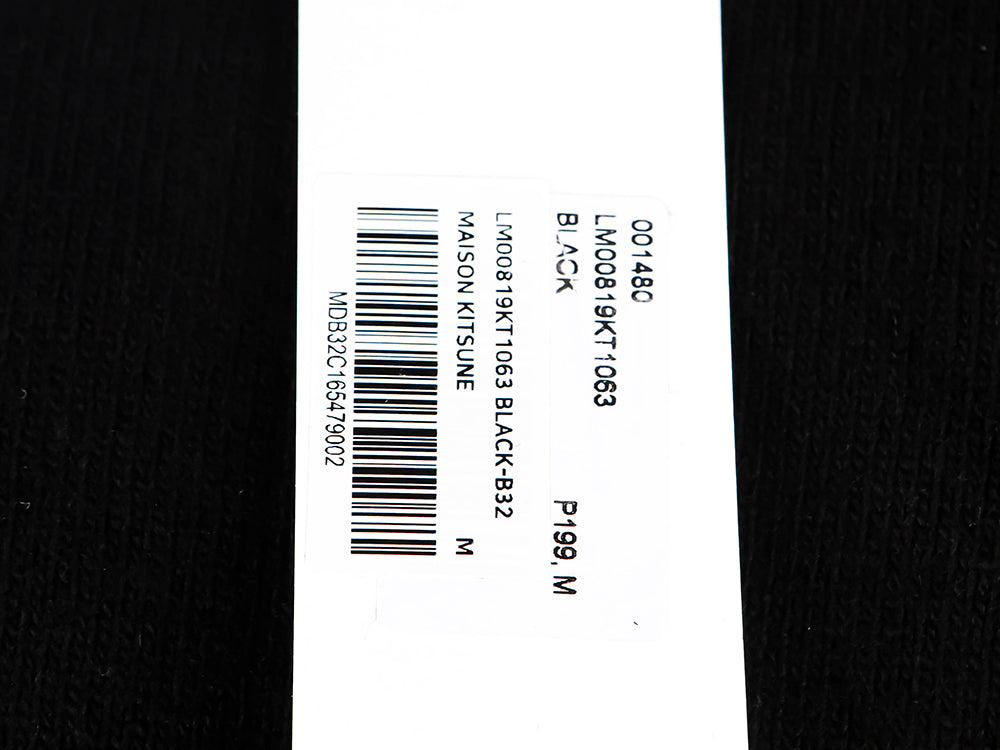 001480
LM00819KT1063
BLACK
P199, M
LM00819KT1063 BLACK-B32
MAISON KITSUNE
M
MDB32C165479002